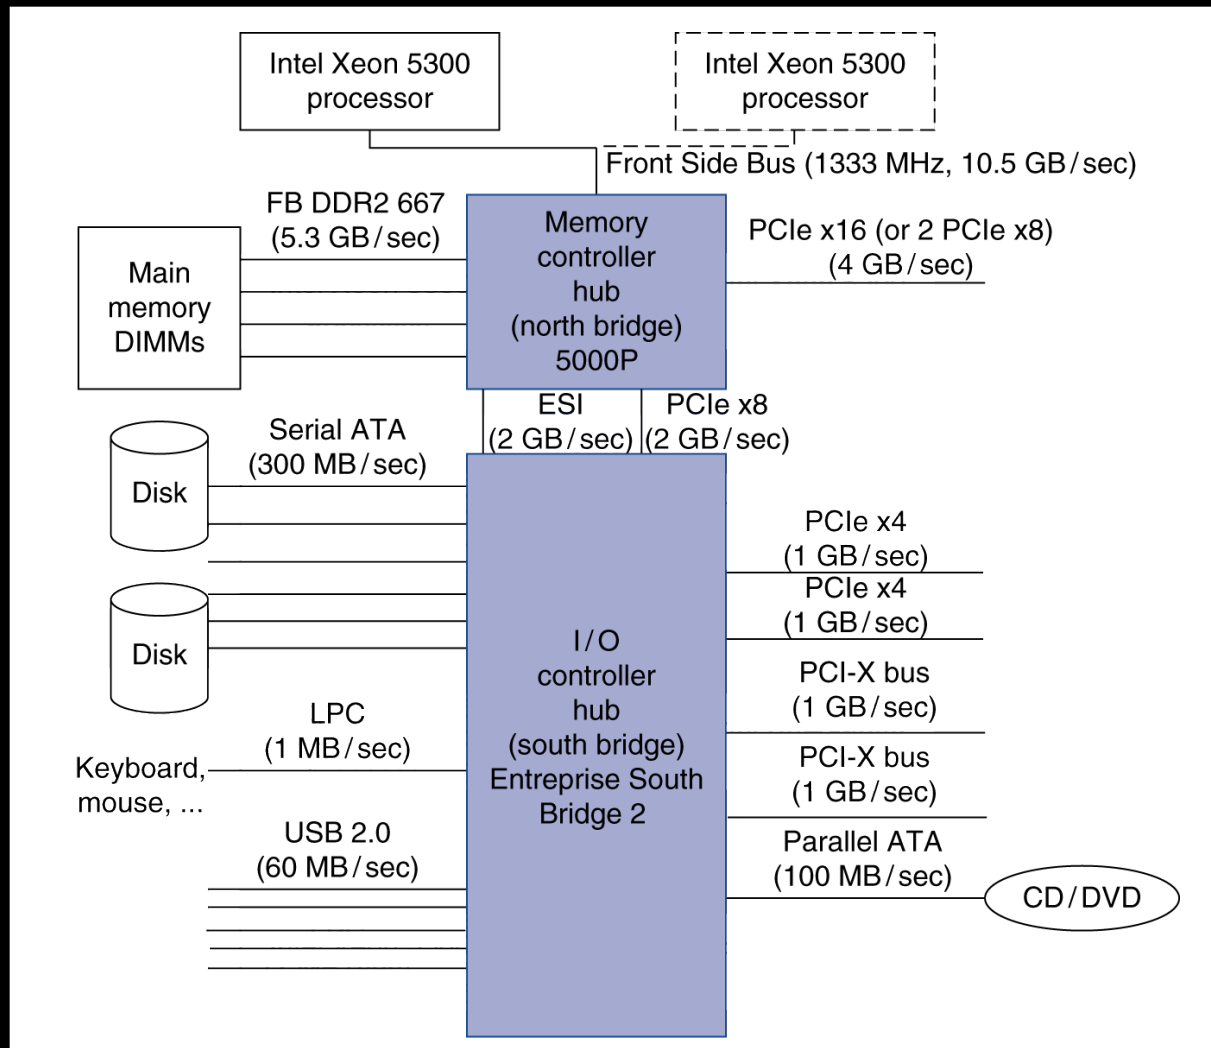 Intel Xeon 5300
processor
Intel Xeon 5300
processor
Front Side Bus (1333 MHz, 10.5 GB/sec)
FB DDR2 667
(5.3 GB/sec)
Main
memory
DIMMs
Memory
controller
hub
(north bridge)
5000P
PCIe x16 (or 2 PCIe x8)
(4 GB/sec)
ESI
(2 GB/sec)
PCIe x8
(2 GB/sec)
Serial ATA
(300 MB/sec)
Disk
Disk
LPC
(1 MB/sec)
Keyboard,
mouse, ...
USB 2.0
(60 MB/sec)
I/O
controller
hub
(south bridge)
Entreprise South
Bridge 2
PCIe x4
(1 GB/sec)
PCIe x4
(1 GB/sec)
PCI-X bus
(1 GB/sec)
PCI-X bus
(1 GB/sec)
Parallel ATA
(100 MB/sec)
CD/DVD